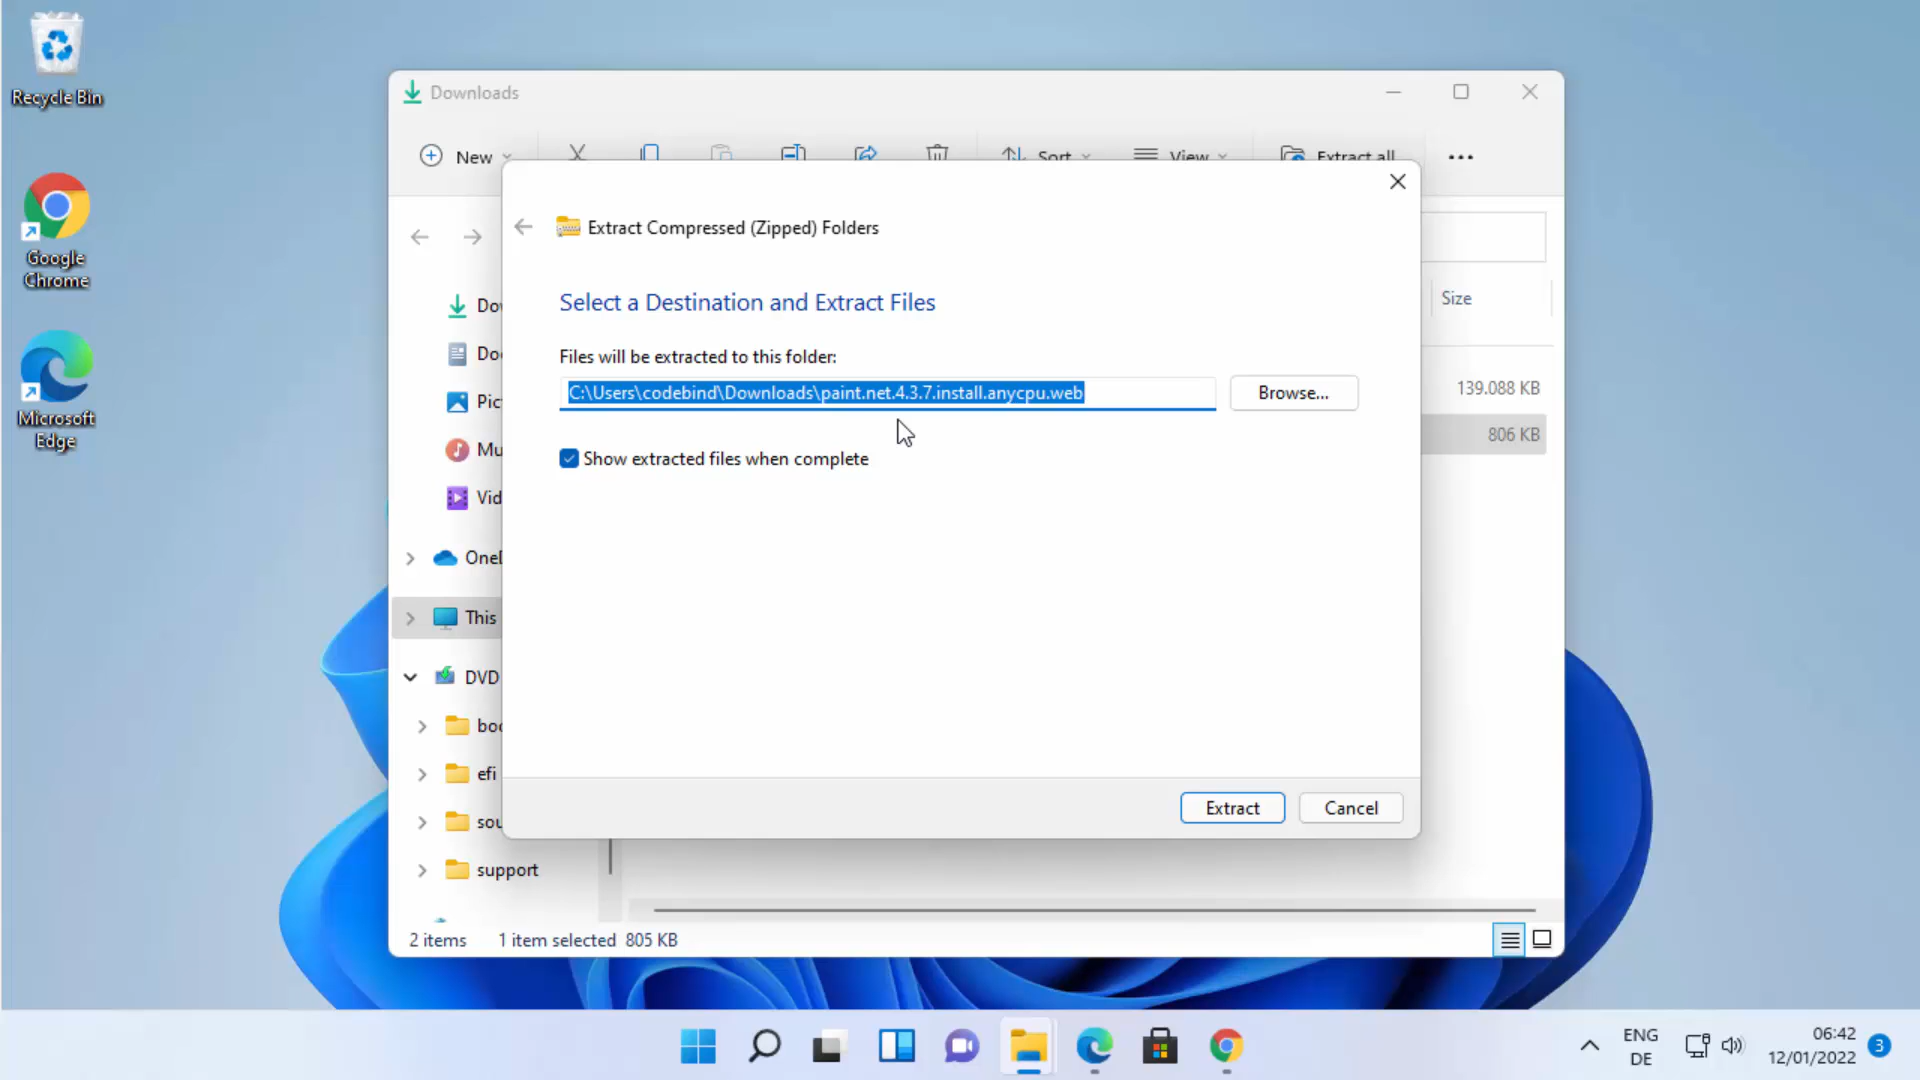 Recycle Bin
Google
Chrome
Microsoft
Edge
Downloads
New
Sort
View
Extract all
Extract Compressed (Zipped) Folders
Select a Destination and Extract Files
Files will be extracted to this folder:
C:\Users\codebind\Downloads\paint.net.4.3.7.install.anycpu.web
Browse...
Show extracted files when complete
Extract
Cancel
Size
139.088 KB
806 KB
Do
Do
Pic
Mu
Vid
One
This
DVD
bo
efi
sou
support
2 items
1 item selected
805 KB
ENG
DE
06:42
12/01/2022
3